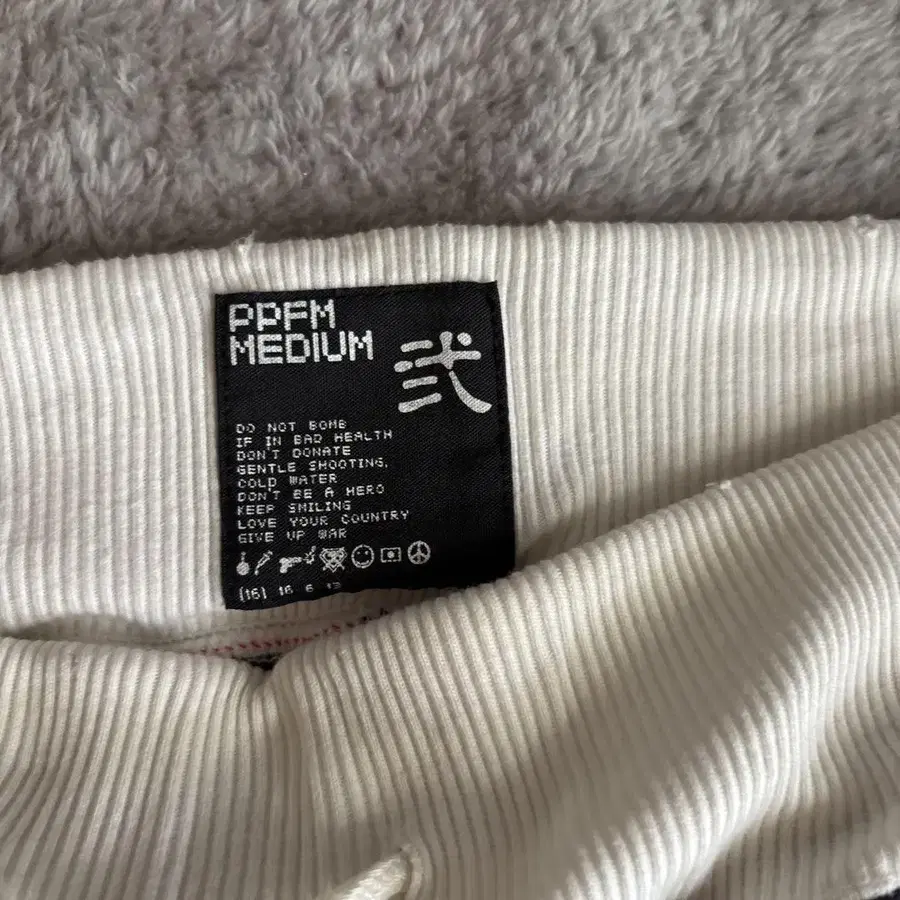 PPFM
MEDIUM
弐
DO NOT BOMB
IF IN BAD HEALTH
DON'T DONATE
GENTLE SHOOTING.
COLD WATER
DON'T BE A HERO
KEEP SMILING
LOVE YOUR COUNTRY
GIVE UP WAR
(16) 16 6 12